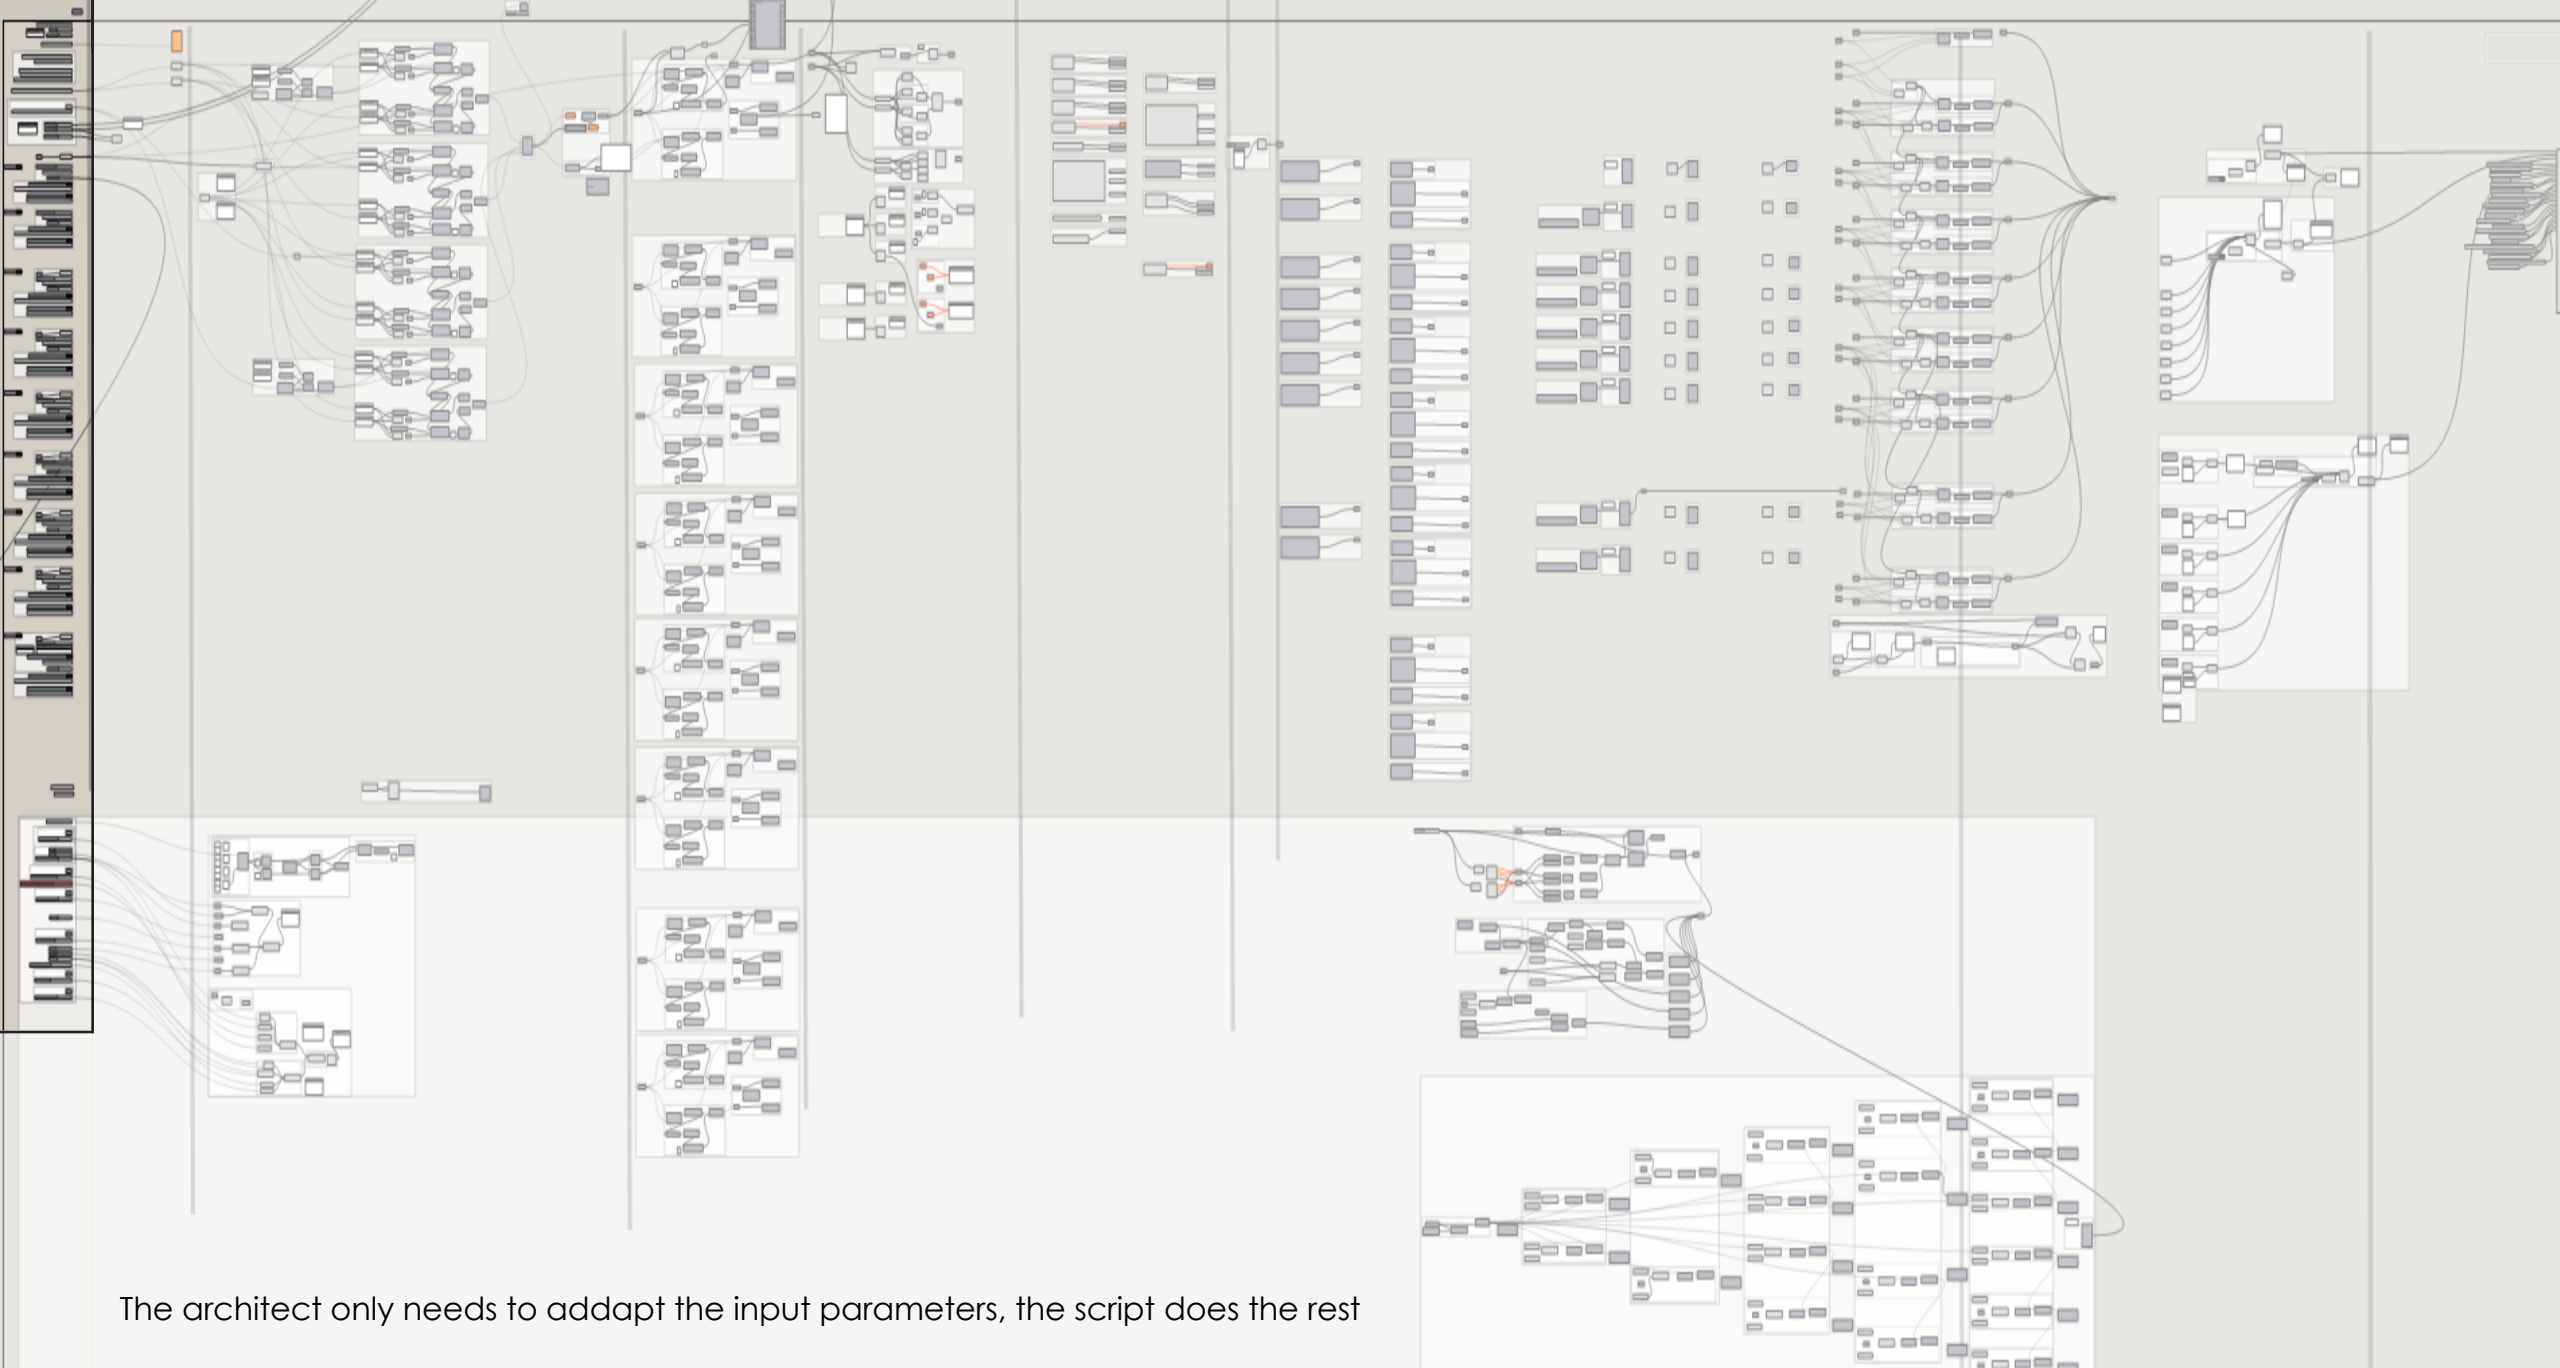 The architect only needs to addapt the input parameters, the script does the rest